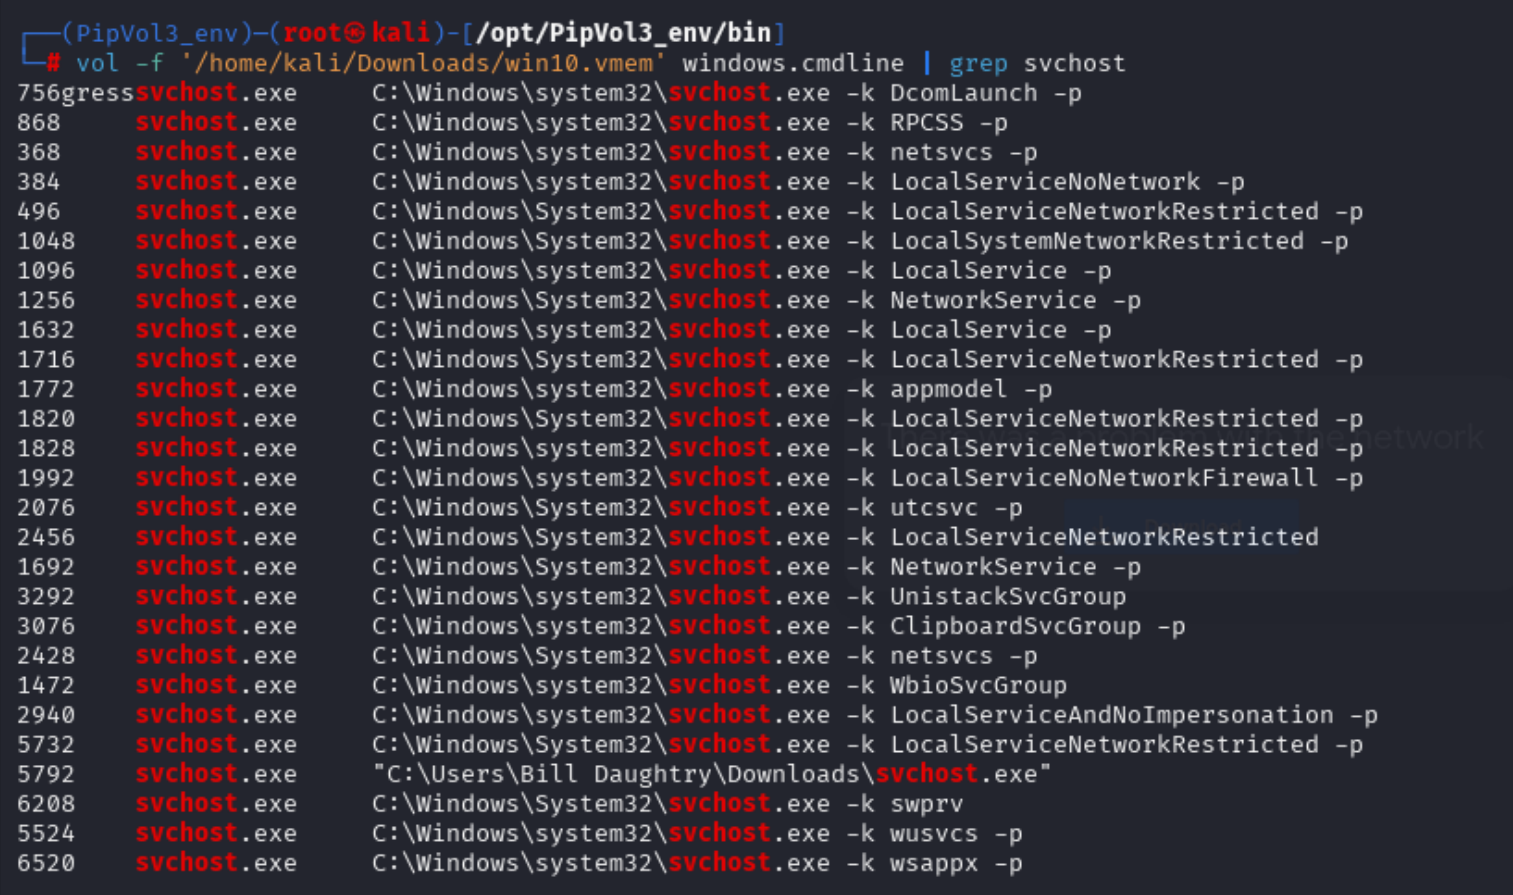 ┌──(PipVol3_env)─(root㉿kali)-[/opt/PipVol3_env/bin]
└─# vol -f '/home/kali/Downloads/win10.vmem' windows.cmdline | grep svchost
756gresssvchost.exe C:\Windows\system32\svchost.exe -k DcomLaunch -p
868 svchost.exe C:\Windows\system32\svchost.exe -k RPCSS -p
368 svchost.exe C:\Windows\system32\svchost.exe -k netsvcs -p
384 svchost.exe C:\Windows\system32\svchost.exe -k LocalServiceNoNetwork -p
496 svchost.exe C:\Windows\System32\svchost.exe -k LocalServiceNetworkRestricted -p
1048 svchost.exe C:\Windows\System32\svchost.exe -k LocalSystemNetworkRestricted -p
1096 svchost.exe C:\Windows\system32\svchost.exe -k LocalService -p
1256 svchost.exe C:\Windows\System32\svchost.exe -k NetworkService -p
1632 svchost.exe C:\Windows\system32\svchost.exe -k LocalService -p
1716 svchost.exe C:\Windows\System32\svchost.exe -k LocalServiceNetworkRestricted -p
1772 svchost.exe C:\Windows\system32\svchost.exe -k appmodel -p
1820 svchost.exe C:\Windows\System32\svchost.exe -k LocalServiceNetworkRestricted -p
1828 svchost.exe C:\Windows\system32\svchost.exe -k LocalServiceNetworkRestricted -p
1992 svchost.exe C:\Windows\system32\svchost.exe -k LocalServiceNoNetworkFirewall -p
2076 svchost.exe C:\Windows\System32\svchost.exe -k utcsvc -p
2456 svchost.exe C:\Windows\System32\svchost.exe -k LocalServiceNetworkRestricted
1692 svchost.exe C:\Windows\System32\svchost.exe -k NetworkService -p
3292 svchost.exe C:\Windows\system32\svchost.exe -k UnistackSvcGroup
3076 svchost.exe C:\Windows\system32\svchost.exe -k ClipboardSvcGroup -p
2428 svchost.exe C:\Windows\System32\svchost.exe -k netsvcs -p
1472 svchost.exe C:\Windows\system32\svchost.exe -k WbioSvcGroup
2940 svchost.exe C:\Windows\system32\svchost.exe -k LocalServiceAndNoImpersonation -p
5732 svchost.exe C:\Windows\System32\svchost.exe -k LocalServiceNetworkRestricted -p
5792 svchost.exe "C:\Users\Bill Daughtry\Downloads\svchost.exe"
6208 svchost.exe C:\Windows\System32\svchost.exe -k swprv
5524 svchost.exe C:\Windows\system32\svchost.exe -k wusvcs -p
6520 svchost.exe C:\Windows\system32\svchost.exe -k wsappx -p